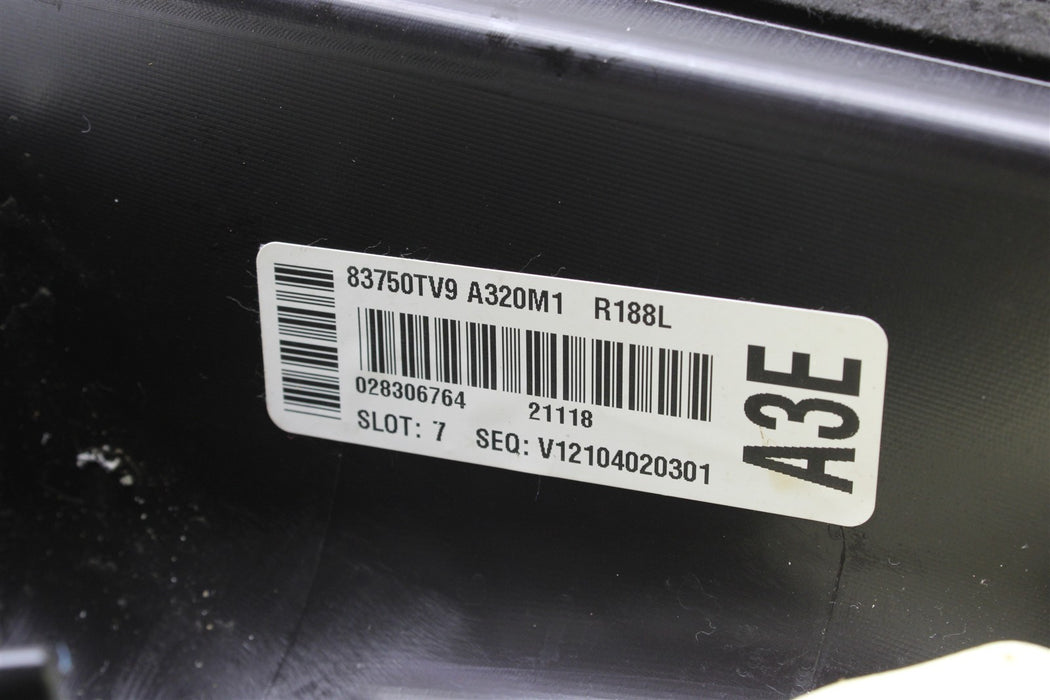 83750TV9 A320M1 R188L
028306764 21118
SLOT: 7 SEQ: V12104020301
A3E